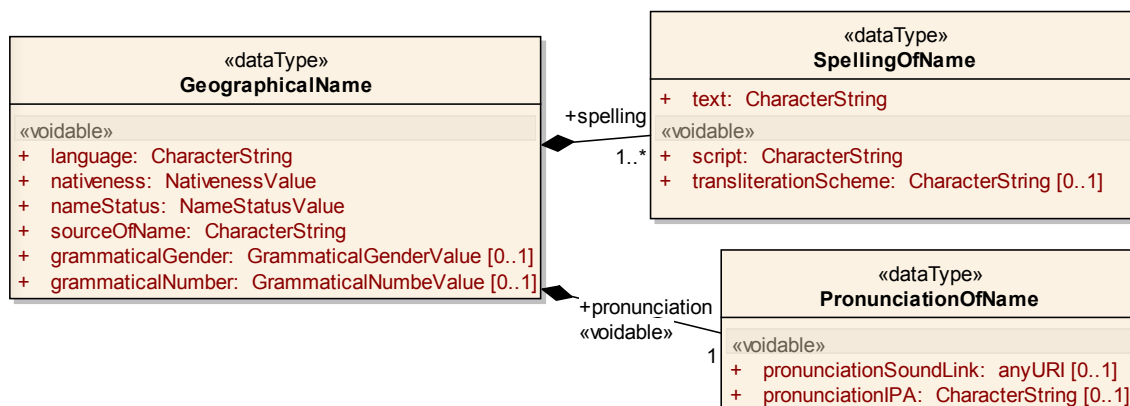 «dataType»
GeographicalName
«voidable»
+ language: CharacterString
+ nativeness: NativenessValue
+ nameStatus: NameStatusValue
+ sourceOfName: CharacterString
+ grammaticalGender: GrammaticalGenderValue [0..1]
+ grammaticalNumber: GrammaticalNumbeValue [0..1]
+spelling
1..*
«dataType»
SpellingOfName
+ text: CharacterString
«voidable»
+ script: CharacterString
+ transliterationScheme: CharacterString [0..1]
+pronunciation
«voidable»
1
«dataType»
PronunciationOfName
«voidable»
+ pronunciationSoundLink: anyURI [0..1]
+ pronunciationIPA: CharacterString [0..1]